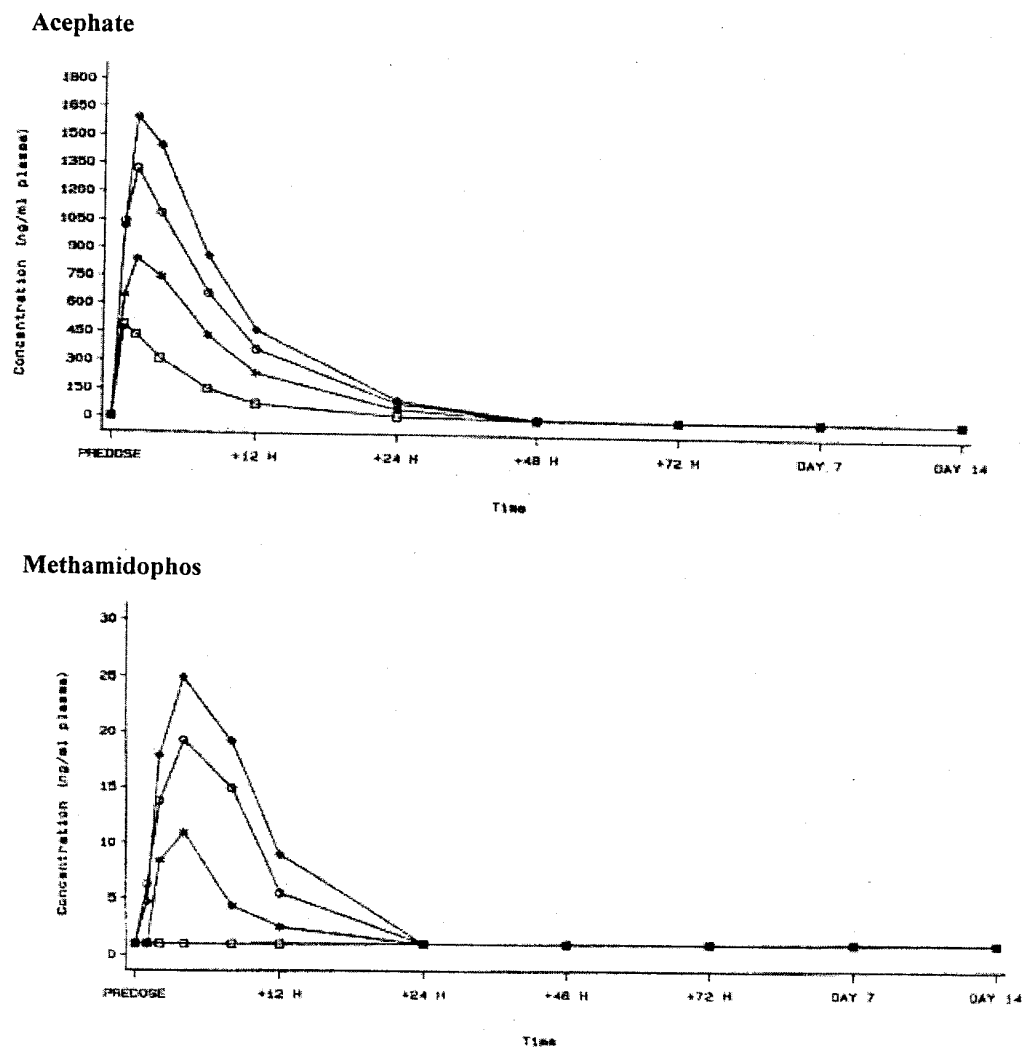 Acephate
Concentration (ng/ml plasma)
1800
1650
1500
1350
1200
1050
900
750
600
450
300
150
0
PREDOSE +12 H +24 H +48 H +72 H DAY 7 DAY 14
Time
Methamidophos
Concentration (ng/ml plasma)
30
25
20
15
10
5
0
PREDOSE +12 H +24 H +48 H +72 H DAY 7 DAY 14
Time